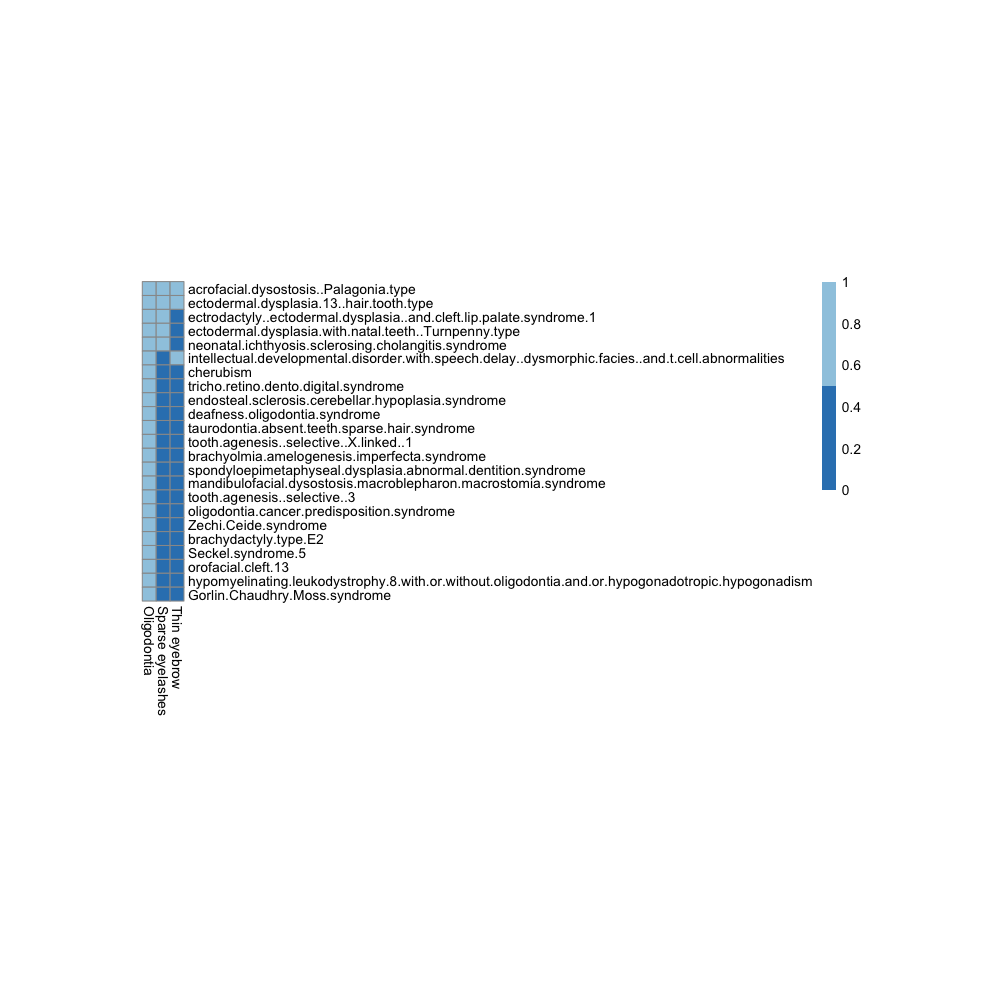 acrofacial.dysostosis..Palagonia.type
ectodermal.dysplasia.13..hair.tooth.type
ectrodactyly..ectodermal.dysplasia..and.cleft.lip.palate.syndrome.1
ectodermal.dysplasia.with.natal.teeth..Turnpenny.type
neonatal.ichthyosis.sclerosing.cholangitis.syndrome
intellectual.developmental.disorder.with.speech.delay..dysmorphic.facies..and.t.cell.abnormalities
cherubism
tricho.retino.dento.digital.syndrome
endosteal.sclerosis.cerebellar.hypoplasia.syndrome
deafness.oligodontia.syndrome
taurodontia.absent.teeth.sparse.hair.syndrome
tooth.agenesis..selective..X.linked..1
brachyolmia.amelogenesis.imperfecta.syndrome
spondyloepimetaphyseal.dysplasia.abnormal.dentition.syndrome
mandibulofacial.dysostosis.macroblepharon.macrostomia.syndrome
tooth.agenesis..selective..3
oligodontia.cancer.predisposition.syndrome
Zechi.Ceide.syndrome
brachydactyly.type.E2
Seckel.syndrome.5
orofacial.cleft.13
hypomyelinating.leukodystrophy.8.with.or.without.oligodontia.and.or.hypogonadotropic.hypogonadism
Gorlin.Chaudhry.Moss.syndrome
Oligodontia
Sparse eyelashes
Thin eyebrow
1
0.8
0.6
0.4
0.2
0